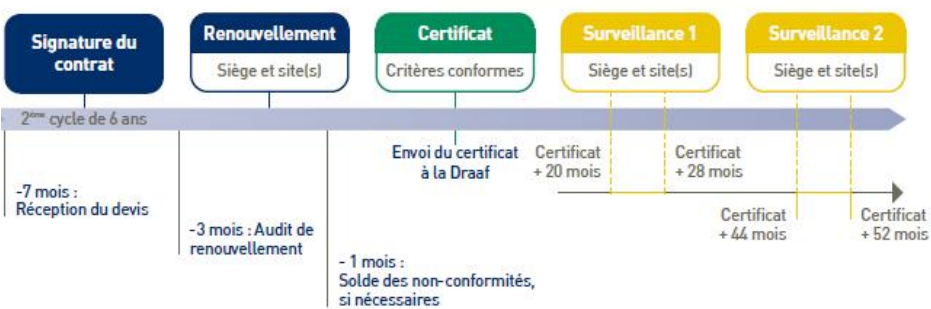 Signature du
contrat
Renouvellement
Siège et site(s)
Certificat
Critères conformes
Surveillance 1
Siège et site(s)
Surveillance 2
Siège et site(s)
2ème cycle de 6 ans
-7 mois :
Réception du devis
-3 mois : Audit de
renouvellement
- 1 mois :
Solde des non-conformités,
si nécessaires
Envoi du certificat
à la Draaf
Certificat
+ 20 mois
Certificat
+ 28 mois
Certificat
+ 44 mois
Certificat
+ 52 mois